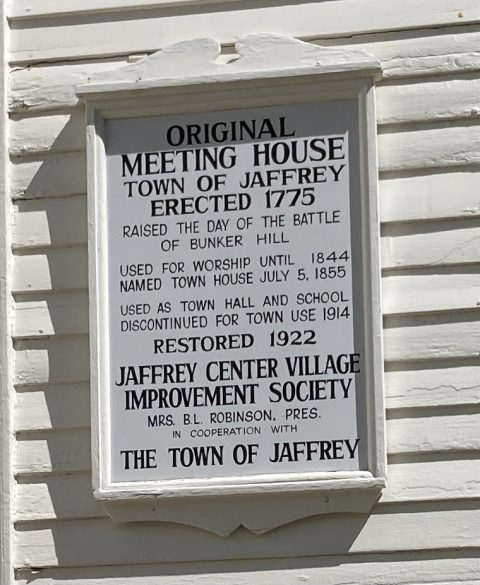 ORIGINAL
MEETING HOUSE
TOWN OF JAFFREY
ERECTED 1775
RAISED THE DAY OF THE BATTLE
OF BUNKER HILL
USED FOR WORSHIP UNTIL 1844
NAMED TOWN HOUSE JULY 5, 1855
USED AS TOWN HALL AND SCHOOL
DISCONTINUED FOR TOWN USE 1914
RESTORED 1922
JAFFREY CENTER VILLAGE
IMPROVEMENT SOCIETY
MRS. B.L. ROBINSON, PRES.
IN COOPERATION WITH
THE TOWN OF JAFFREY